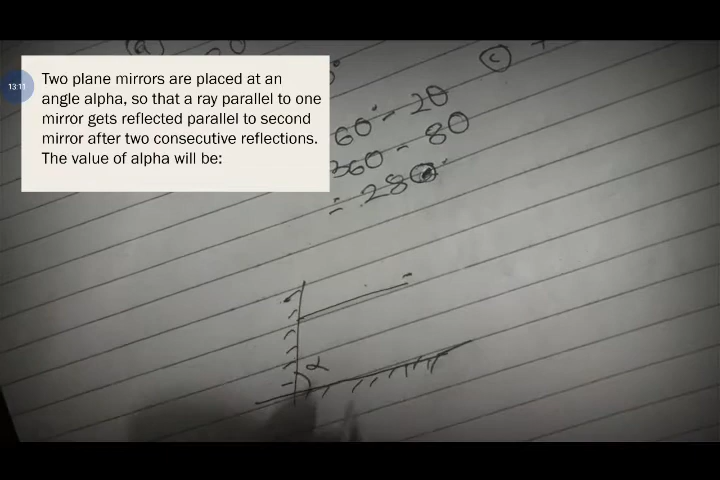 (a)
(c)
60° - 2θ
13:11
Two plane mirrors are placed at an
angle alpha, so that a ray parallel to one
mirror gets reflected parallel to second
mirror after two consecutive reflections.
The value of alpha will be:
360 - 80
= 280°
α